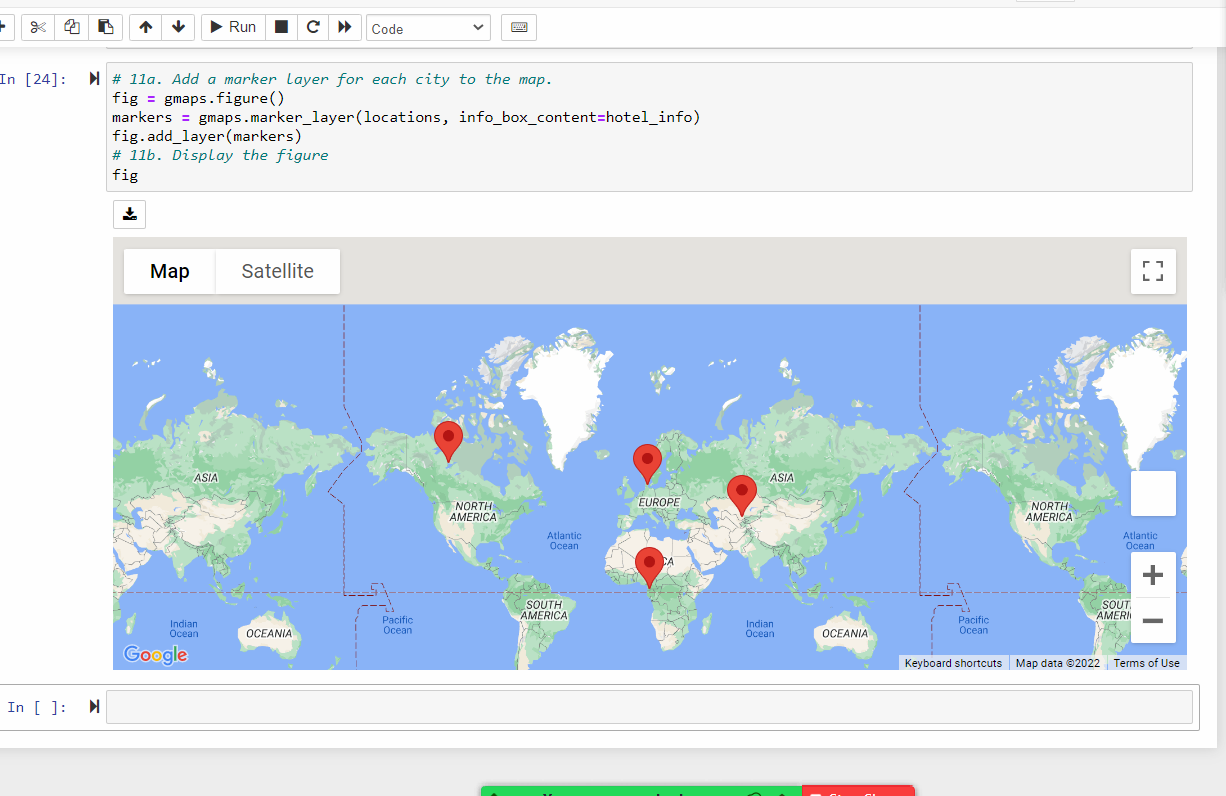 Run
Code
In [24]:
# 11a. Add a marker layer for each city to the map.
fig = gmaps.figure()
markers = gmaps.marker_layer(locations, info_box_content=hotel_info)
fig.add_layer(markers)
# 11b. Display the figure
fig
Map
Satellite
ASIA
NORTH
AMERICA
EUROPE
ASIA
NORTH
AMERICA
Atlantic
Ocean
CA
Atlantic
Ocean
SOUTH
AMERICA
Indian
Ocean
OCEANIA
Pacific
Ocean
Indian
Ocean
OCEANIA
Pacific
Ocean
SOUT
AMERI
Google
Keyboard shortcuts
Map data ©2022
Terms of Use
In [ ]: